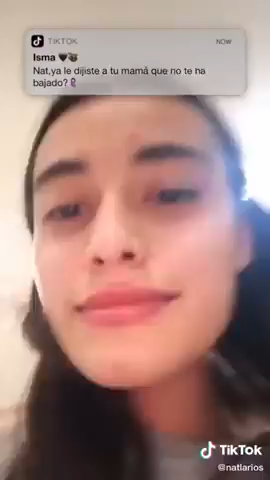 TIKTOK NOW
Isma 🖤🦝
Nat,ya le dijiste a tu mamá que no te ha
bajado?🎗
TikTok
@natlarios